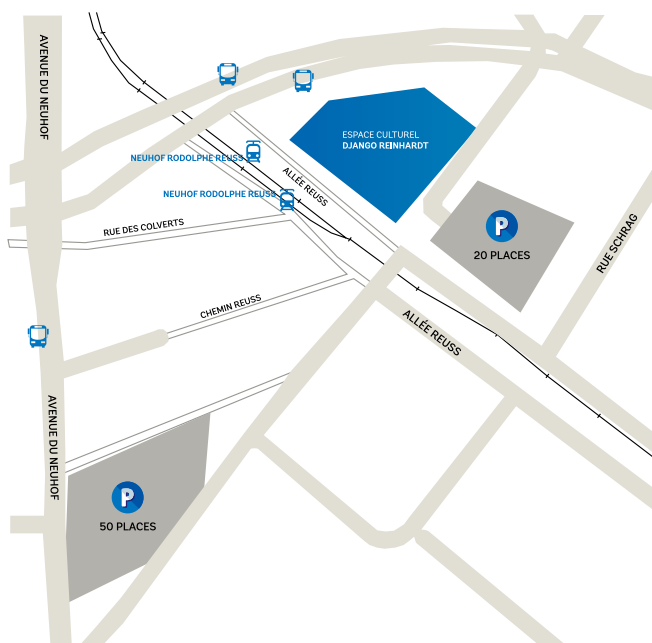 AVENUE DU NEUHOF
ESPACE CULTUREL
DJANGO REINHARDT
NEUHOF RODOLPHE REUSS
ALLÉE REUSS
NEUHOF RODOLPHE REUSS
RUE DES COLVERTS
P
20 PLACES
RUE SCHRAG
CHEMIN REUSS
ALLÉE REUSS
AVENUE DU NEUHOF
P
50 PLACES